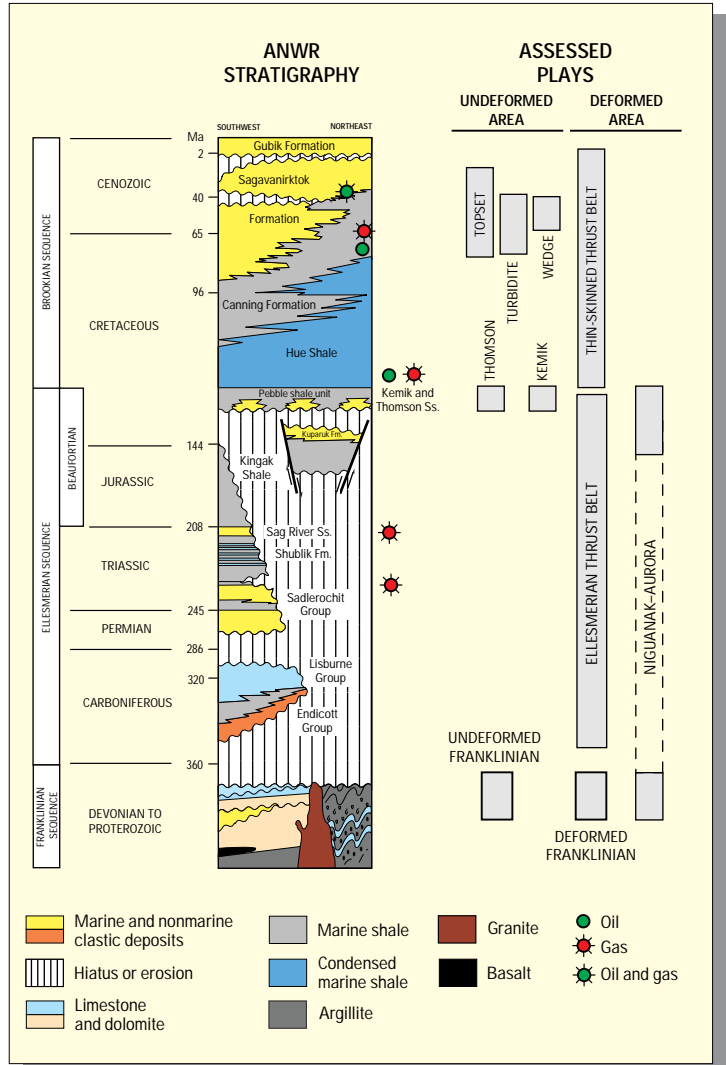 ANWR
STRATIGRAPHY
ASSESSED
PLAYS
UNDEFORMED
AREA
DEFORMED
AREA
SOUTHWEST
NORTHEAST
Ma
2
40
65
96
144
208
245
286
320
360
BROOKIAN SEQUENCE
ELLESMERIAN SEQUENCE
BEAUFORTIAN
FRANKLINIAN
SEQUENCE
CENOZOIC
CRETACEOUS
JURASSIC
TRIASSIC
PERMIAN
CARBONIFEROUS
DEVONIAN TO
PROTEROZOIC
Gubik Formation
Sagavanirktok
Formation
Canning Formation
Hue Shale
Pebble shale unit
Kemik and
Thomson Ss.
Kuparuk Fm.
Kingak
Shale
Sag River Ss.
Shublik Fm.
Sadlerochit
Group
Lisburne
Group
Endicott
Group
TOPSET
TURBIDITE
WEDGE
THOMSON
KEMIK
THIN-SKINNED THRUST BELT
ELLESMERIAN THRUST BELT
NIGUANAK–AURORA
UNDEFORMED
FRANKLINIAN
DEFORMED
FRANKLINIAN
Marine and nonmarine
clastic deposits
Hiatus or erosion
Limestone
and dolomite
Marine shale
Condensed
marine shale
Argillite
Granite
Basalt
Oil
Gas
Oil and gas